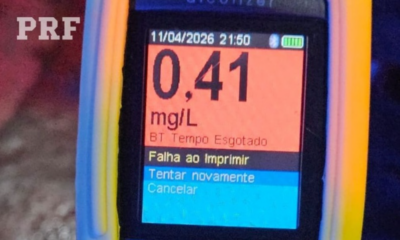 PRF
11/04/2026 21:50
0,41
mg/L
BT Tempo Esgotado
Falha ao Imprimir
Tentar novamente
Cancelar